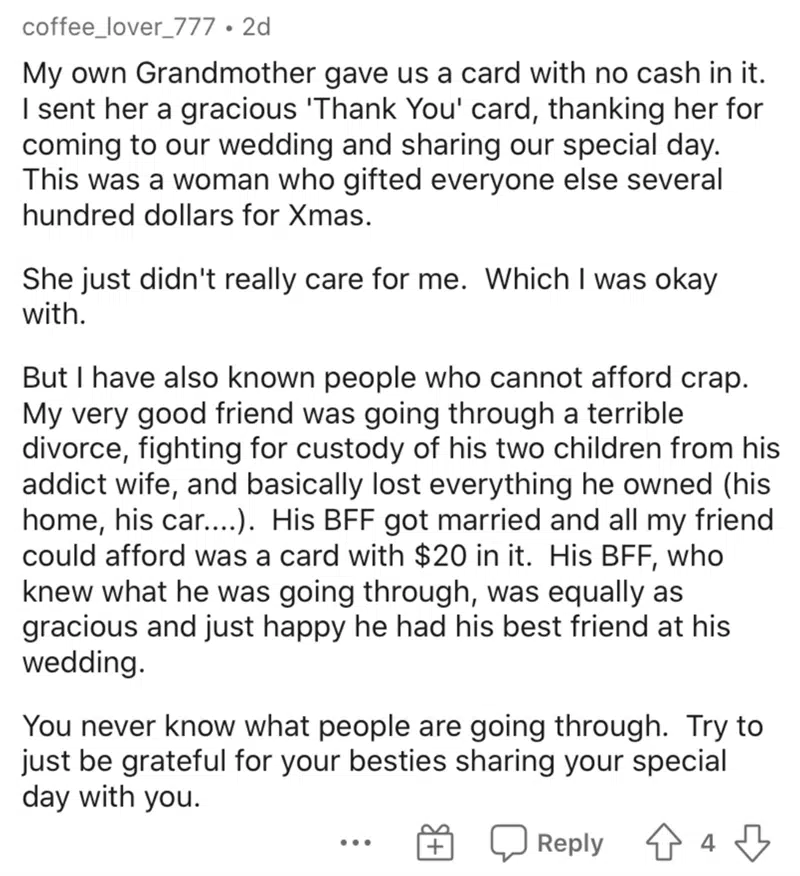 coffee_lover_777 • 2d
My own Grandmother gave us a card with no cash in it.
I sent her a gracious 'Thank You' card, thanking her for
coming to our wedding and sharing our special day.
This was a woman who gifted everyone else several
hundred dollars for Xmas.
She just didn't really care for me.  Which I was okay
with.
But I have also known people who cannot afford crap.
My very good friend was going through a terrible
divorce, fighting for custody of his two children from his
addict wife, and basically lost everything he owned (his
home, his car....).  His BFF got married and all my friend
could afford was a card with $20 in it.  His BFF, who
knew what he was going through, was equally as
gracious and just happy he had his best friend at his
wedding.
You never know what people are going through.  Try to
just be grateful for your besties sharing your special
day with you.
... Reply 4